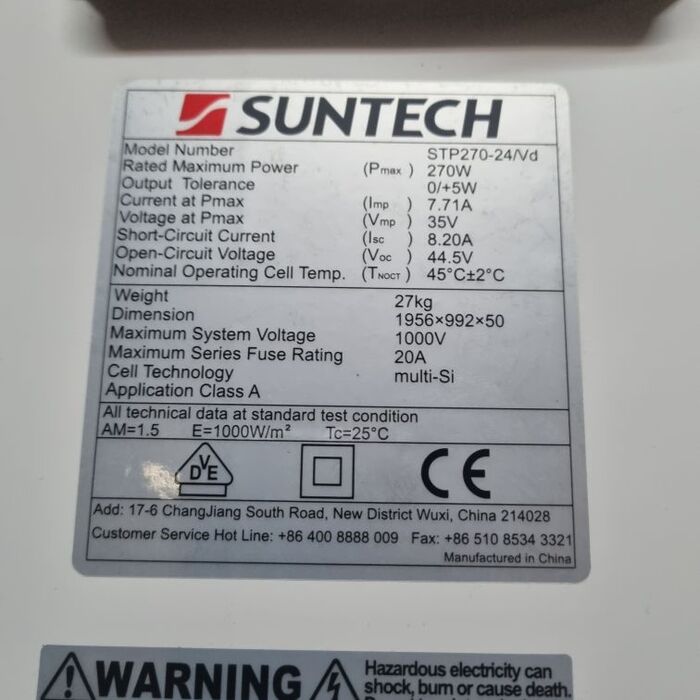 SUNTECH
Model Number STP270-24/Vd
Rated Maximum Power (Pmax) 270W
Output Tolerance 0/+5W
Current at Pmax (Imp) 7.71A
Voltage at Pmax (Vmp) 35V
Short-Circuit Current (Isc) 8.20A
Open-Circuit Voltage (Voc) 44.5V
Nominal Operating Cell Temp. (TNOCT) 45°C±2°C
Weight 27kg
Dimension 1956×992×50
Maximum System Voltage 1000V
Maximum Series Fuse Rating 20A
Cell Technology multi-Si
Application Class A
All technical data at standard test condition
AM=1.5 E=1000W/m² Tc=25°C
DVE CE
Add: 17-6 ChangJiang South Road, New District Wuxi, China 214028
Customer Service Hot Line: +86 400 8888 009 Fax: +86 510 8534 3321
Manufactured in China
WARNING Hazardous electricity can
shock, burn or cause death.